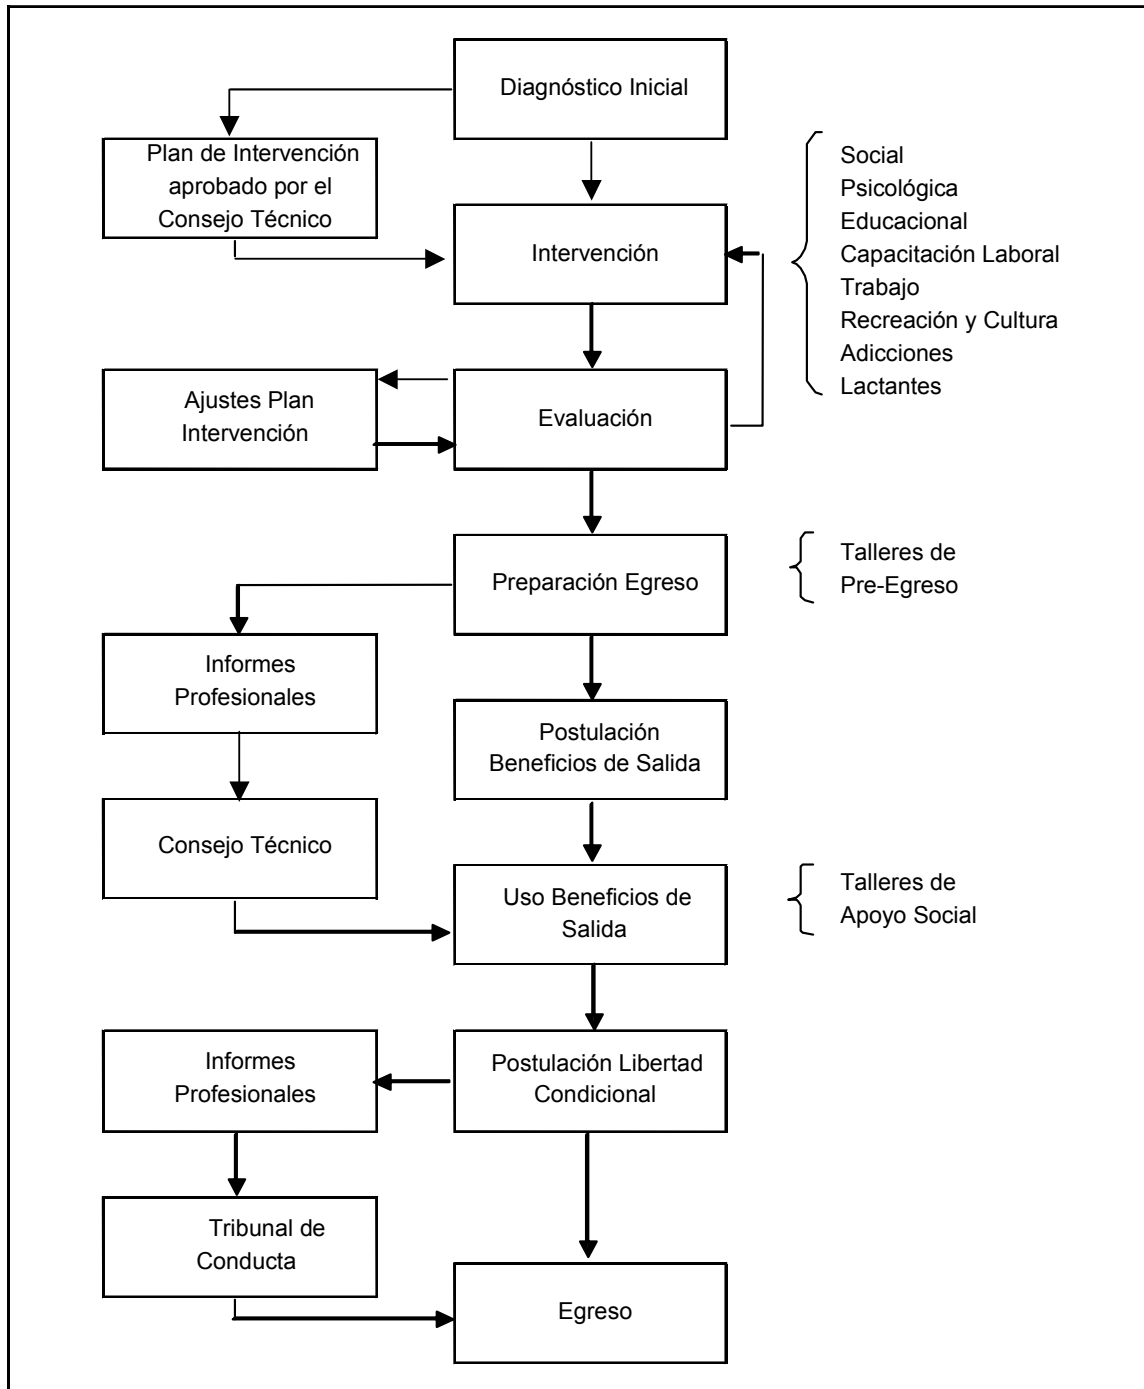 Diagnóstico Inicial
Plan de Intervención
aprobado por el
Consejo Técnico
Intervención
Social
Psicológica
Educacional
Capacitación Laboral
Trabajo
Recreación y Cultura
Adicciones
Lactantes
Ajustes Plan
Intervención
Evaluación
Preparación Egreso
Talleres de
Pre-Egreso
Informes
Profesionales
Postulación
Beneficios de Salida
Consejo Técnico
Uso Beneficios de
Salida
Talleres de
Apoyo Social
Informes
Profesionales
Postulación Libertad
Condicional
Tribunal de
Conducta
Egreso